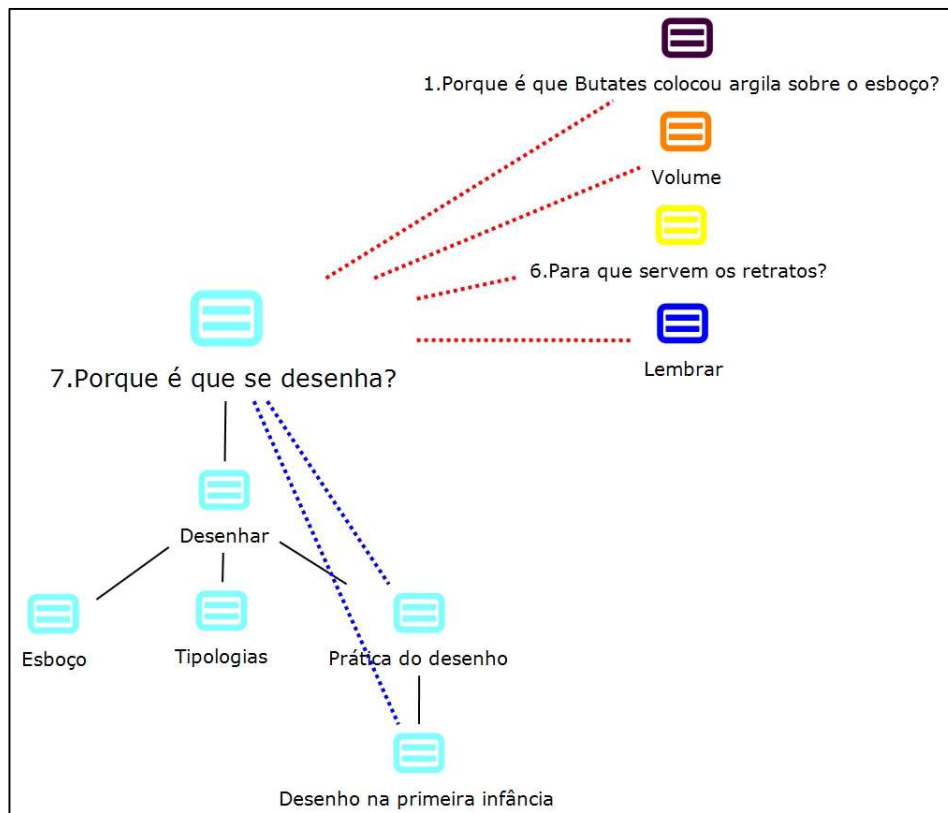 1.Porque é que Butates colocou argila sobre o esboço?
Volume
6.Para que servem os retratos?
Lembrar
7.Porque é que se desenha?
Desenhar
Esboço
Tipologias
Prática do desenho
Desenho na primeira infância